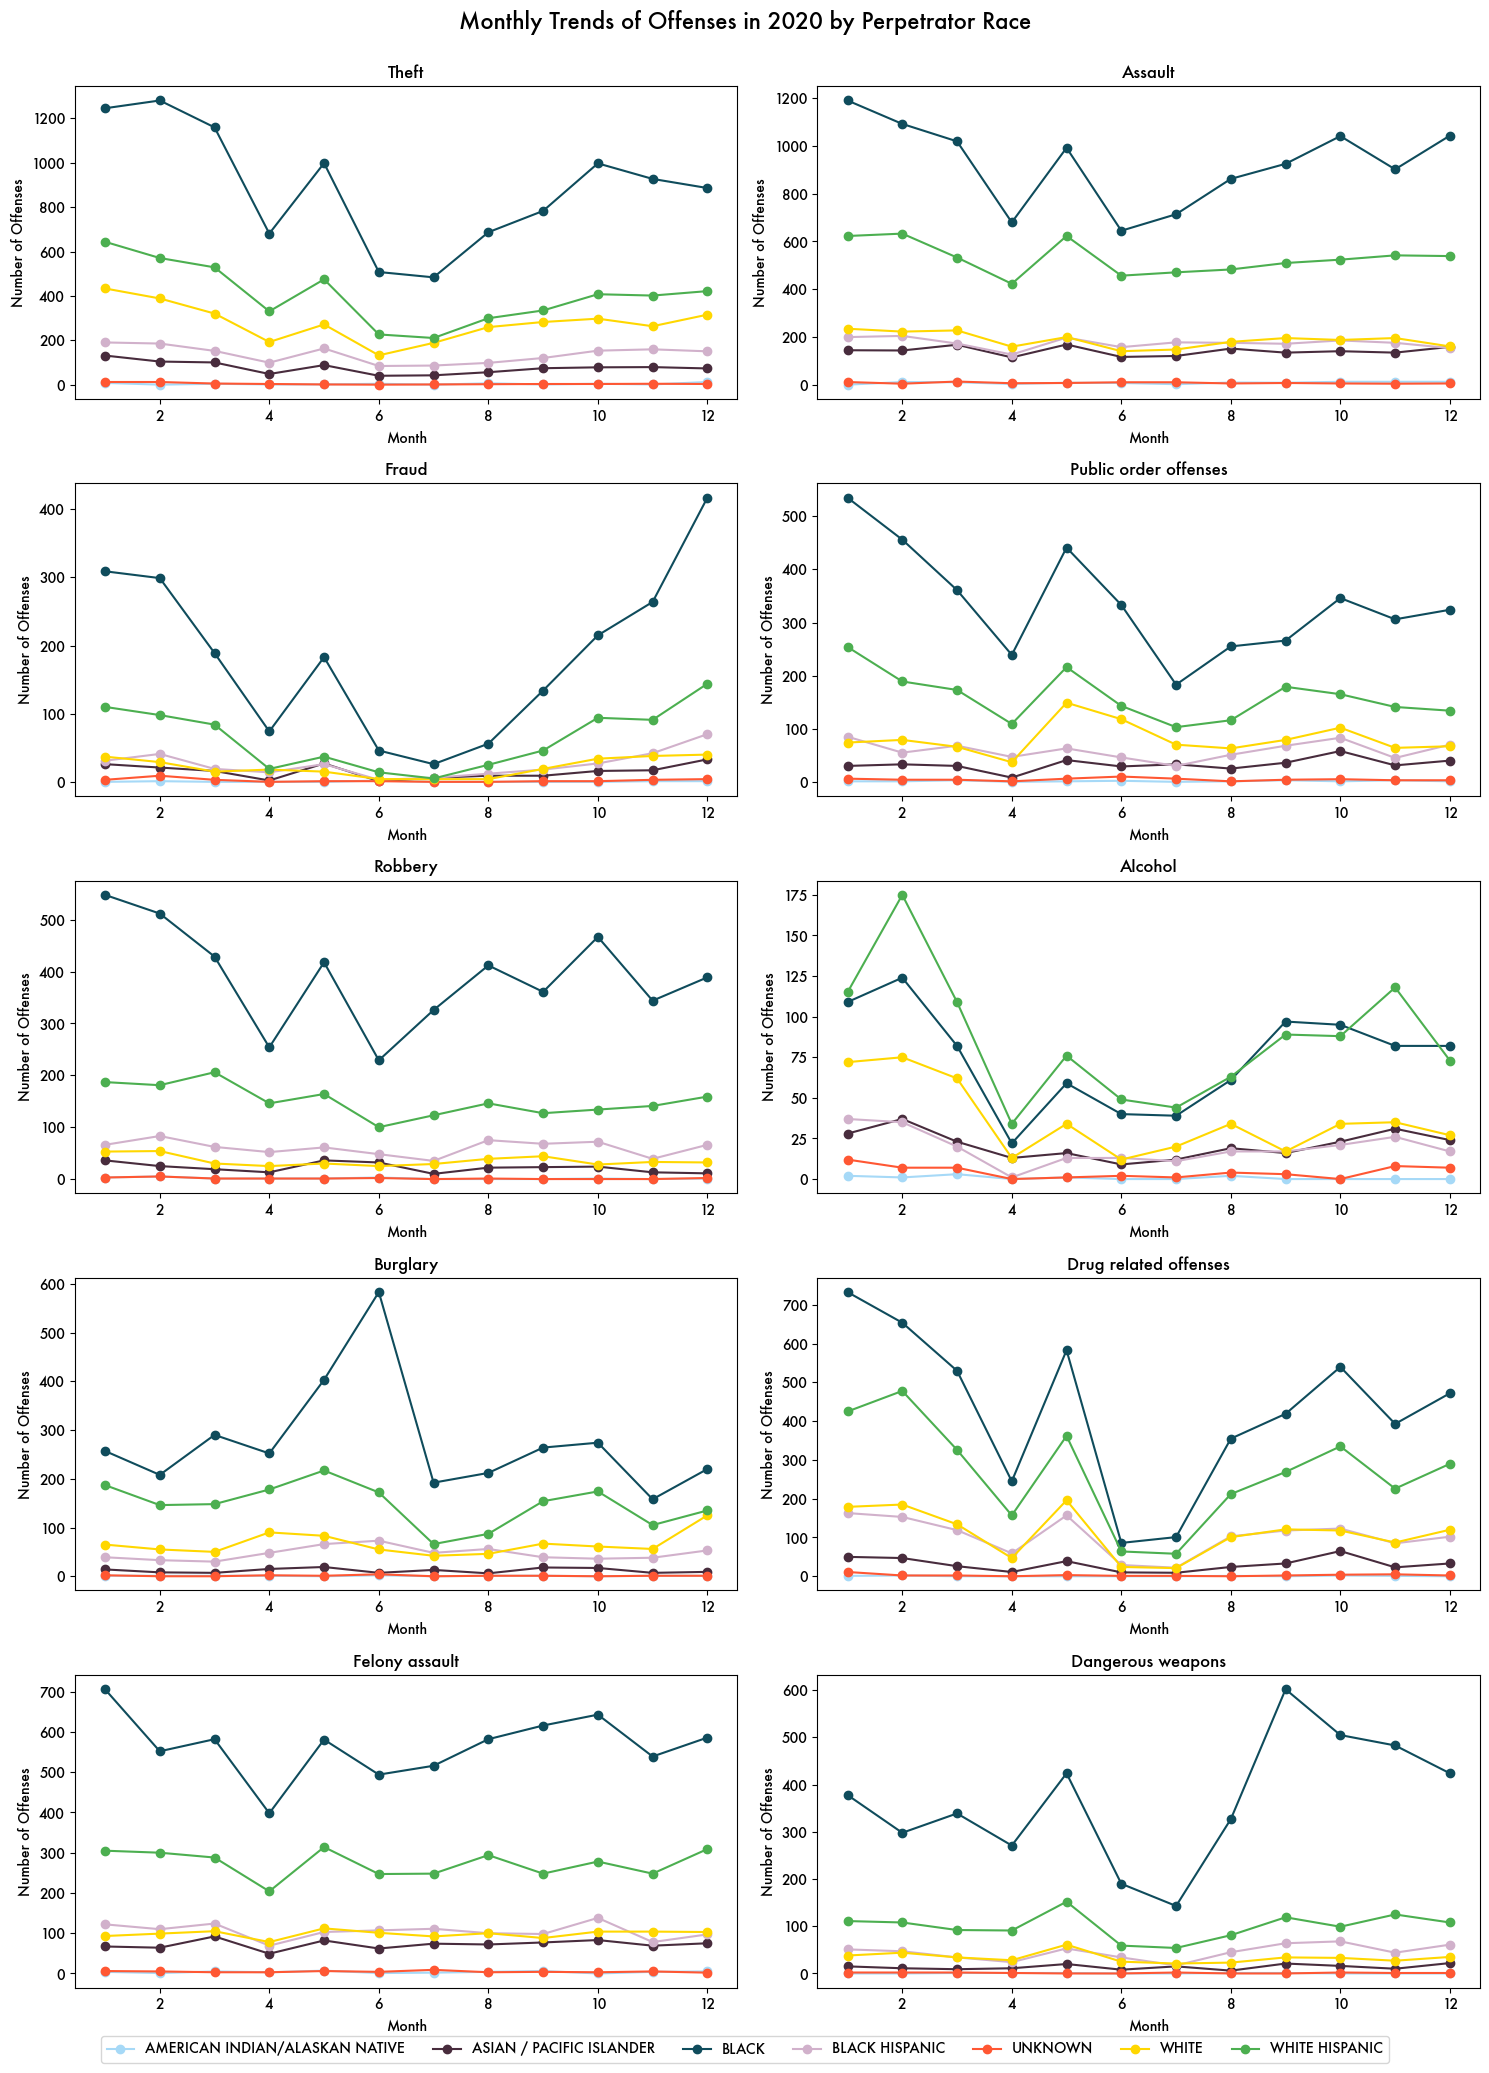 Monthly Trends of Offenses in 2020 by Perpetrator Race
Theft
Number of Offenses
1200
1000
800
600
400
200
0
2 4 6 8 10 12
Month
Assault
Number of Offenses
1200
1000
800
600
400
200
0
2 4 6 8 10 12
Month
Fraud
Number of Offenses
400
300
200
100
0
2 4 6 8 10 12
Month
Public order offenses
Number of Offenses
500
400
300
200
100
0
2 4 6 8 10 12
Month
Robbery
Number of Offenses
500
400
300
200
100
0
2 4 6 8 10 12
Month
Alcohol
Number of Offenses
175
150
125
100
75
50
25
0
2 4 6 8 10 12
Month
Burglary
Number of Offenses
600
500
400
300
200
100
0
2 4 6 8 10 12
Month
Drug related offenses
Number of Offenses
700
600
500
400
300
200
100
0
2 4 6 8 10 12
Month
Felony assault
Number of Offenses
700
600
500
400
300
200
100
0
2 4 6 8 10 12
Month
Dangerous weapons
Number of Offenses
600
500
400
300
200
100
0
2 4 6 8 10 12
Month
AMERICAN INDIAN/ALASKAN NATIVE ASIAN / PACIFIC ISLANDER BLACK BLACK HISPANIC UNKNOWN WHITE WHITE HISPANIC